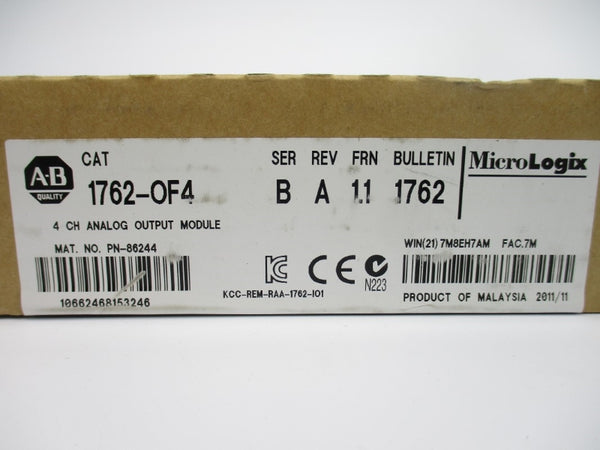 CAT SER REV FRN BULLETIN MicroLogix
A-B QUALITY 1762-OF4 B A 1.1 1762
4 CH ANALOG OUTPUT MODULE
MAT. NO. PN-86244 WIN(21) 7M8EH7AM FAC.7M
N223
KCC-REM-RAA-1762-IO1
10662468153246 PRODUCT OF MALAYSIA 2011/11